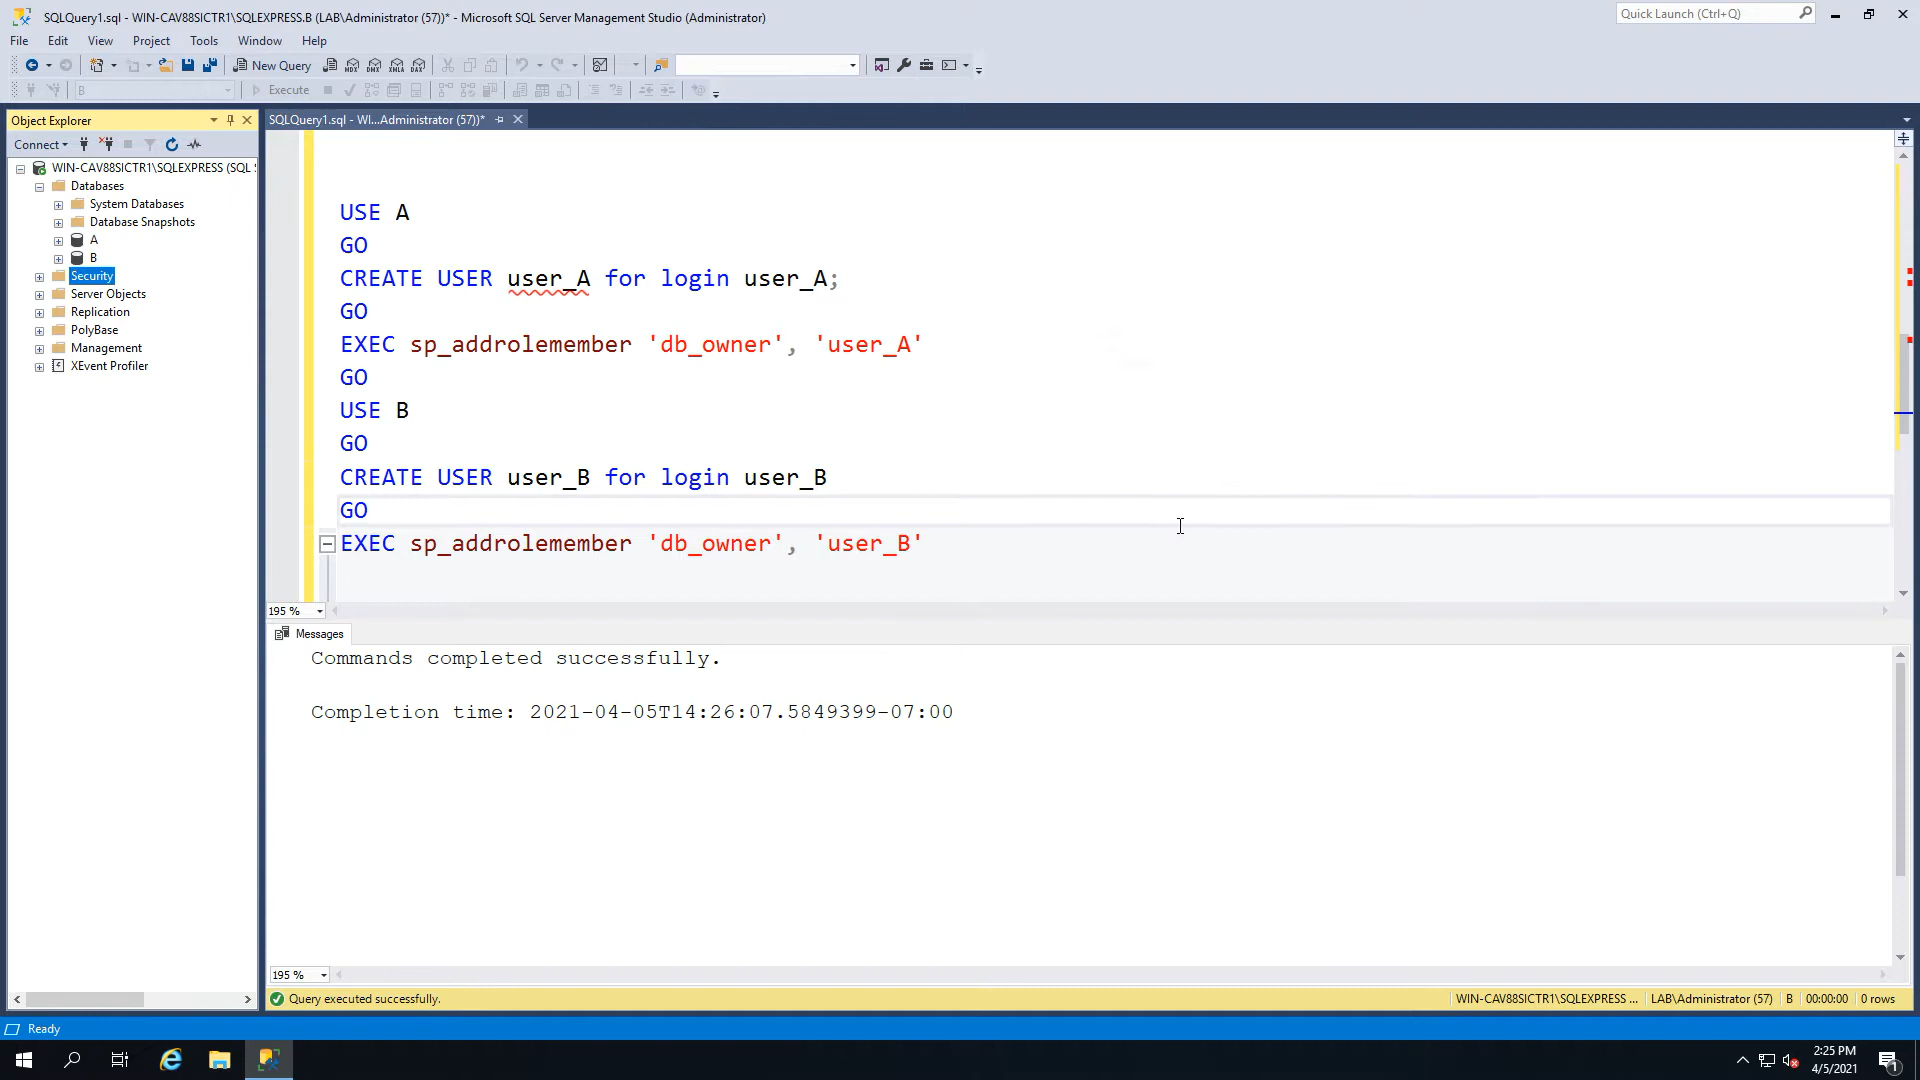 SQLQuery1.sql - WIN-CAV88SICTR1\SQLEXPRESS.B (LAB\Administrator (57))* - Microsoft SQL Server Management Studio (Administrator)
Quick Launch (Ctrl+Q)
File Edit View Project Tools Window Help
New Query
MDX DMX XMLA DAX
B
Execute
Object Explorer
SQLQuery1.sql - WI...Administrator (57))*
Connect
WIN-CAV88SICTR1\SQLEXPRESS (SQL S
Databases
System Databases
Database Snapshots
A
B
Security
Server Objects
Replication
PolyBase
Management
XEvent Profiler
USE A
GO
CREATE USER user_A for login user_A;
GO
EXEC sp_addrolemember 'db_owner', 'user_A'
GO
USE B
GO
CREATE USER user_B for login user_B
GO
EXEC sp_addrolemember 'db_owner', 'user_B'
195 %
Messages
Commands completed successfully.
Completion time: 2021-04-05T14:26:07.5849399-07:00
195 %
Query executed successfully.
WIN-CAV88SICTR1\SQLEXPRESS ... LAB\Administrator (57) B 00:00:00 0 rows
Ready
2:25 PM
4/5/2021
1